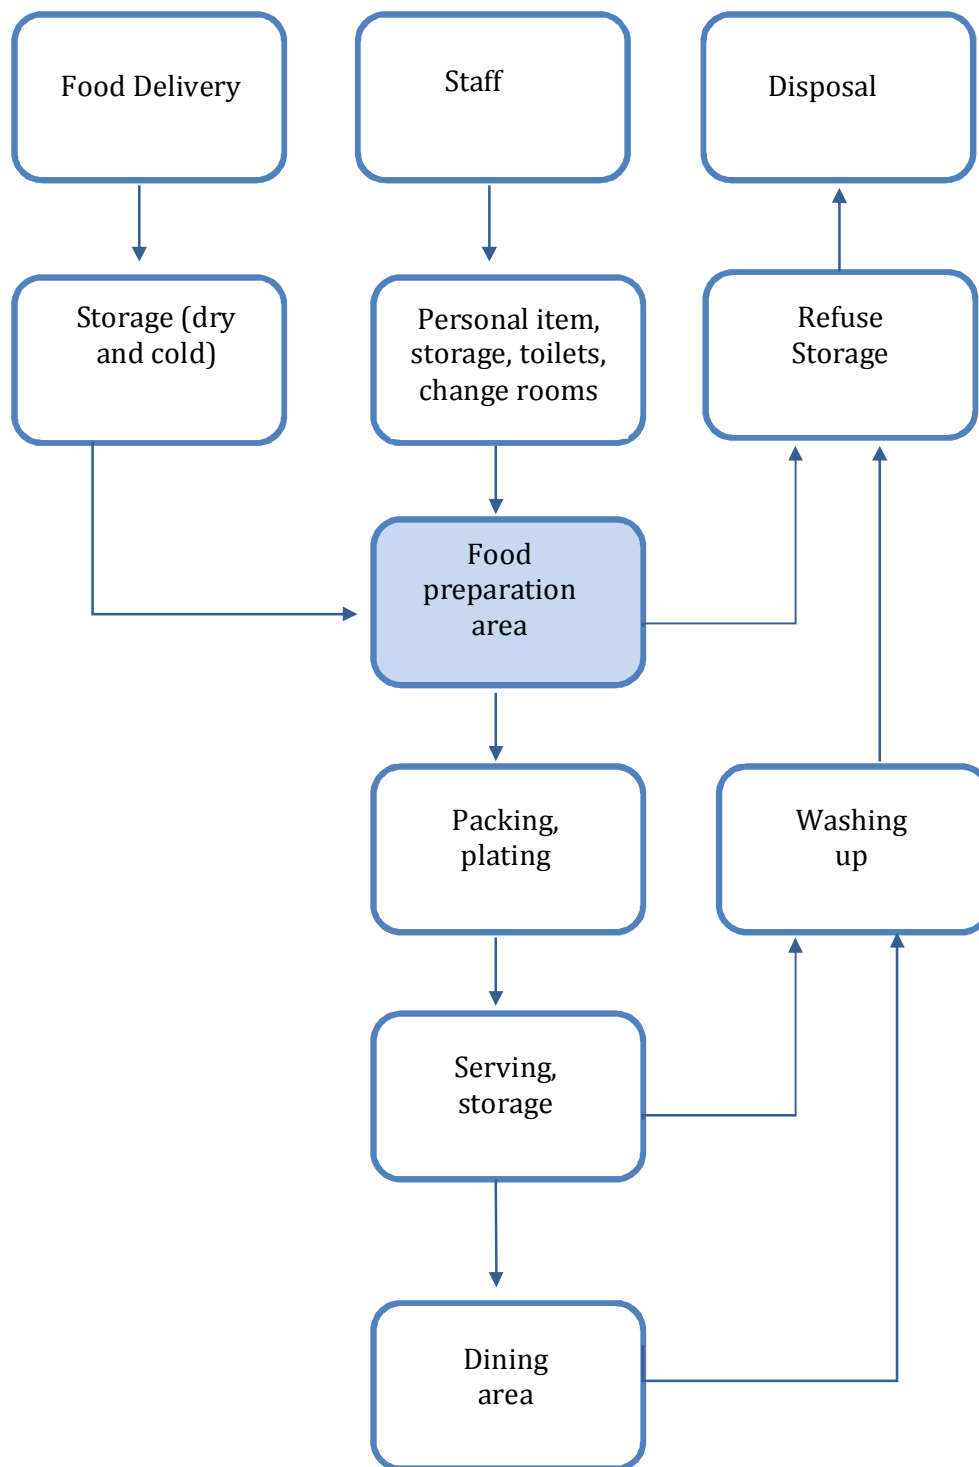 Food Delivery
Staff
Disposal
Storage (dry
and cold)
Personal item,
storage, toilets,
change rooms
Refuse
Storage
Food
preparation
area
Packing,
plating
Washing
up
Serving,
storage
Dining
area